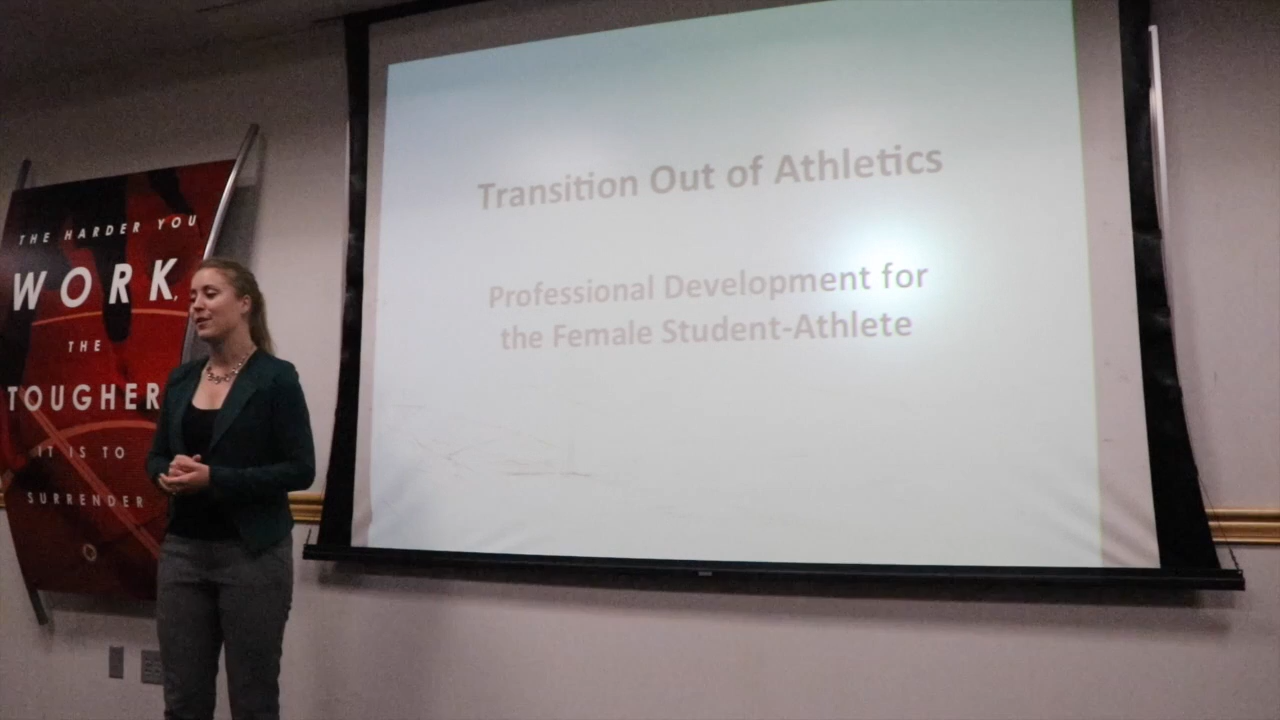 THE HARDER YOU
WORK,
THE
TOUGHER
IT IS TO
SURRENDER
Transition Out of Athletics
Professional Development for
the Female Student-Athlete